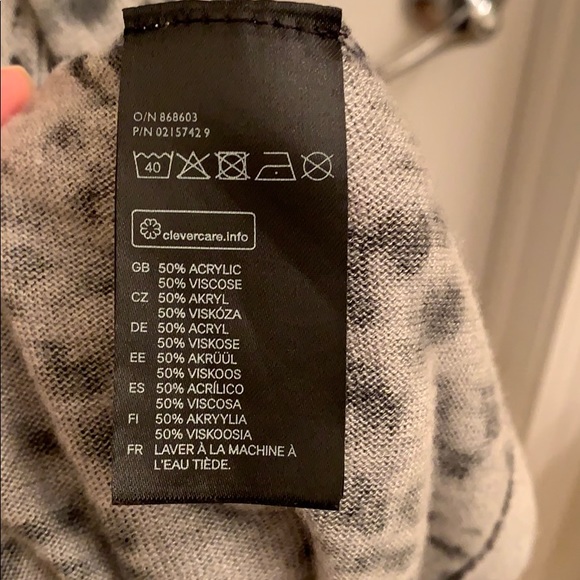 O/N 868603
P/N 02157429
40
clevercare.info
GB 50% ACRYLIC
50% VISCOSE
CZ 50% AKRYL
50% VISKÓZA
DE 50% ACRYL
50% VISKOSE
EE 50% AKRÜÜL
50% VISKOOS
ES 50% ACRÍLICO
50% VISCOSA
FI 50% AKRYYLIA
50% VISKOOSIA
FR LAVER À LA MACHINE À
L'EAU TIÈDE.